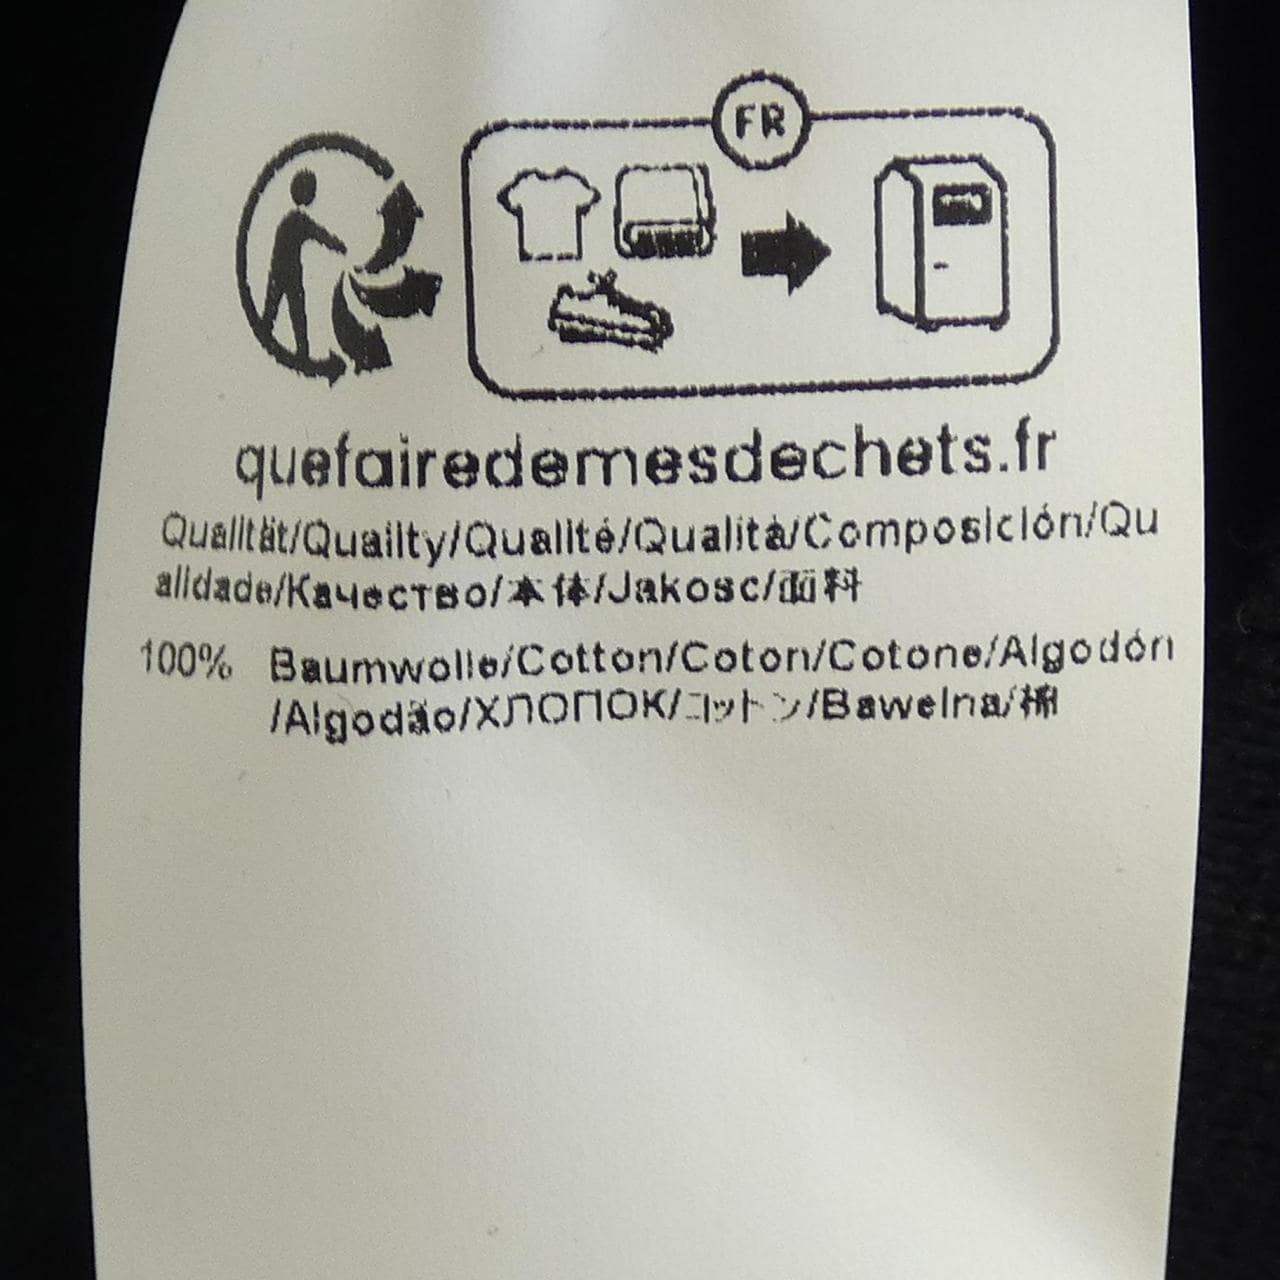 FR
quefairedemesdechets.fr
Qualität/Quailty/Qualité/Qualità/Composición/Qu
alidade/Качество/本体/Jakosc/面料
100% Baumwolle/Cotton/Coton/Cotone/Algodón
/Algodão/ХЛОПОК/コットン/Bawelna/棉